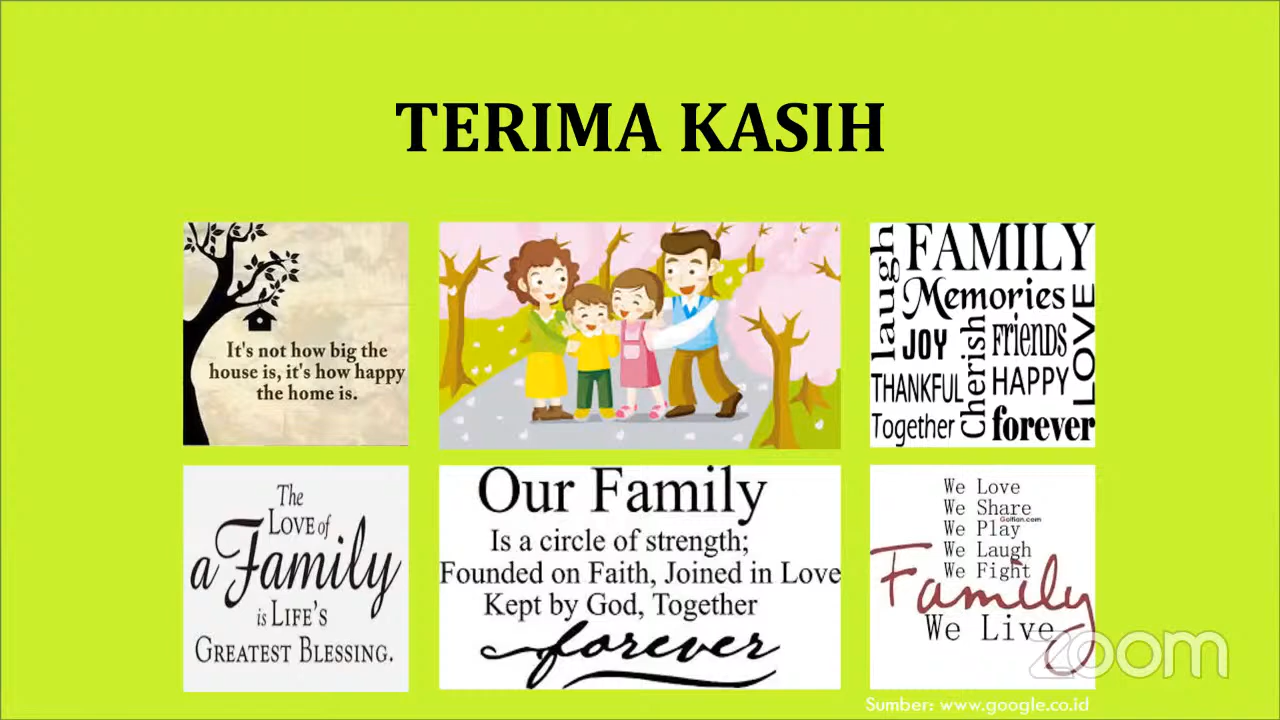 TERIMA KASIH
It's not how big the
house is, it's how happy
the home is.
laugh
FAMILY
Memories
JOY
Cherish
Friends
LOVE
THANKFUL
HAPPY
Together
forever
The
LOVE of
a Family
is LIFE'S
GREATEST BLESSING.
Our Family
Is a circle of strength;
Founded on Faith, Joined in Love
Kept by God, Together
forever
We Love
We Share
Golfian.com
We Play
We Laugh
We Fight
Family
We Live
zoom
Sumber: www.google.co.id